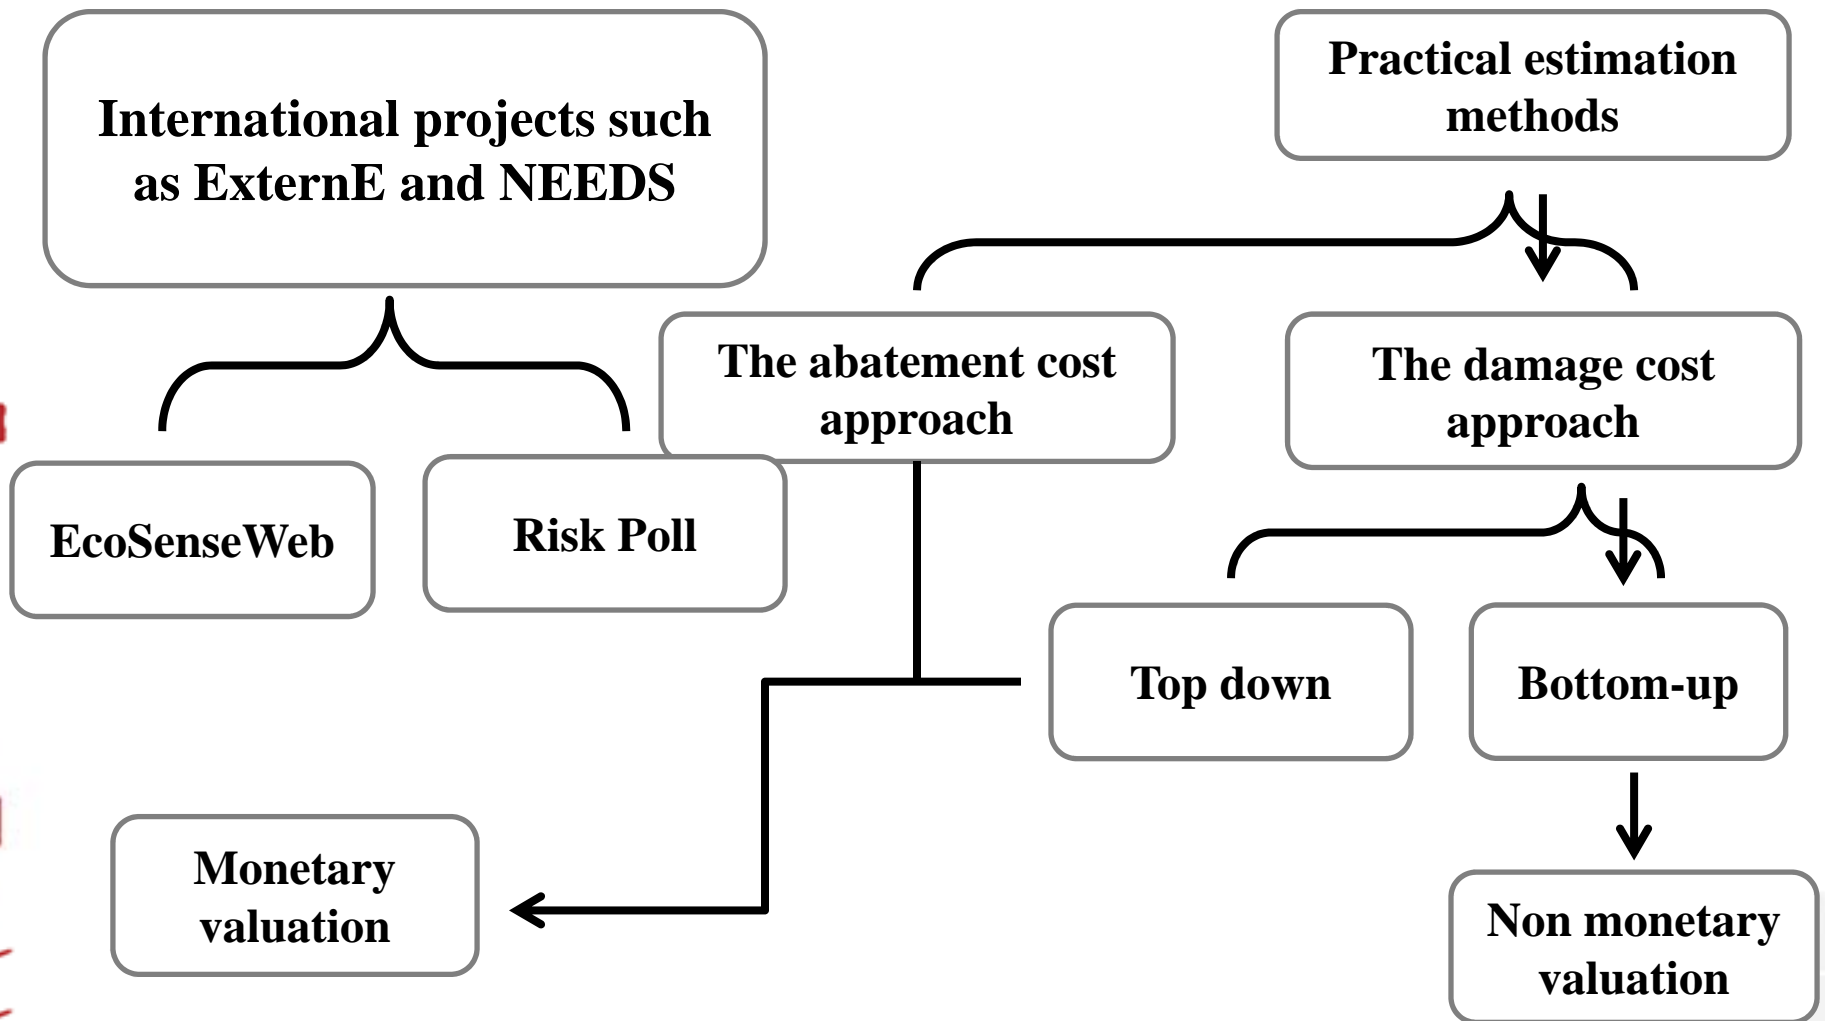 International projects such
as ExternE and NEEDS
Practical estimation
methods
The abatement cost
approach
The damage cost
approach
EcoSenseWeb
Risk Poll
Top down
Bottom-up
Monetary
valuation
Non monetary
valuation